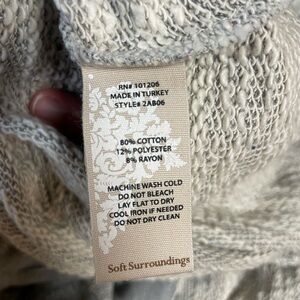 RN# 101206
MADE IN TURKEY
STYLE# 2AB06
80% COTTON
12% POLYESTER
8% RAYON
MACHINE WASH COLD
DO NOT BLEACH
LAY FLAT TO DRY
COOL IRON IF NEEDED
DO NOT DRY CLEAN
Soft Surroundings